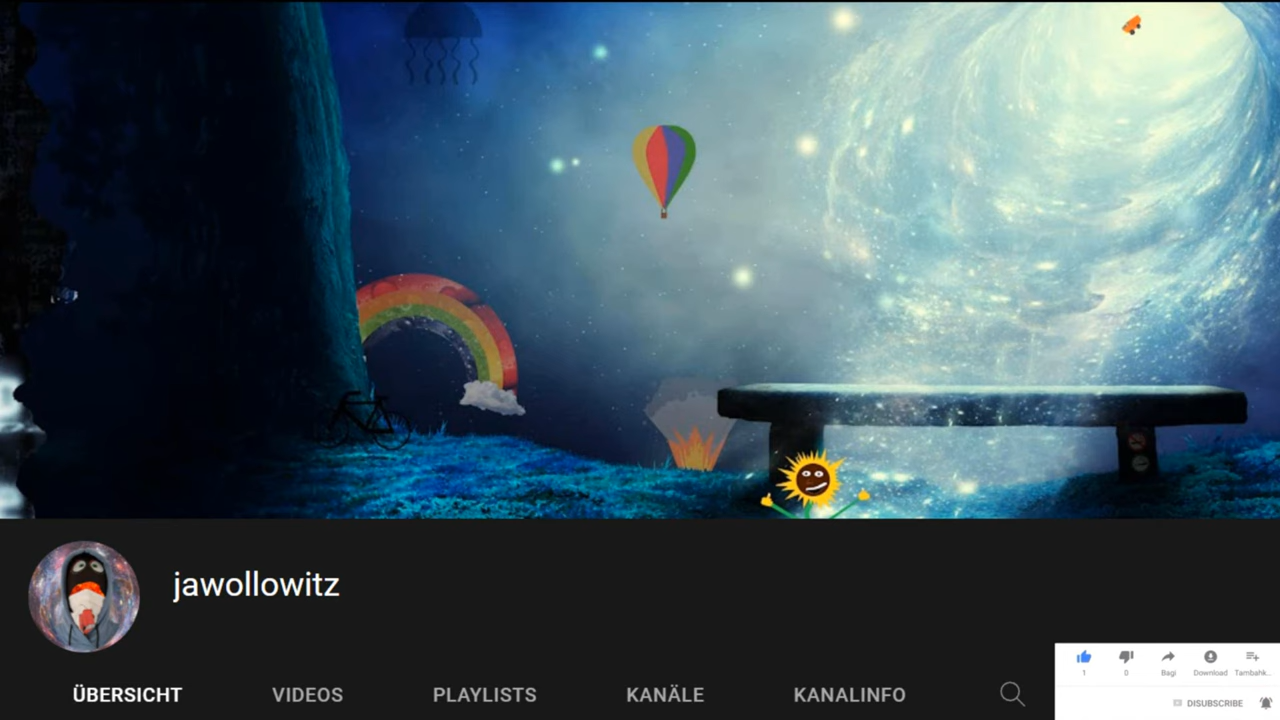 jawollowitz
ÜBERSICHT VIDEOS PLAYLISTS KANÄLE KANALINFO
1 0 Bagi Download Tambahk...
DISUBSCRIBE